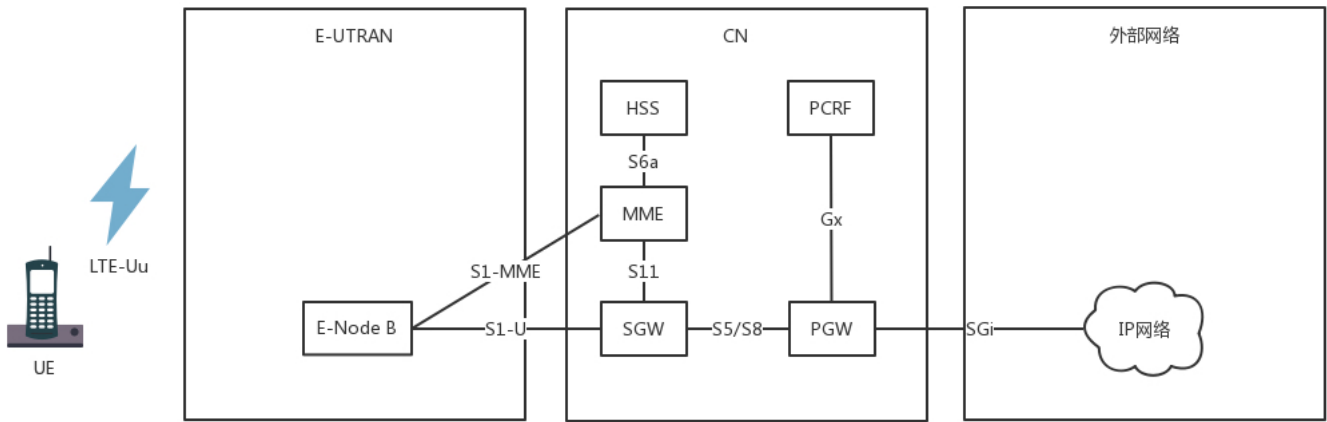 E-UTRAN
CN
外部网络
HSS
PCRF
S6a
MME
Gx
LTE-Uu
S1-MME
S11
E-Node B
S1-U
SGW
S5/S8
PGW
SGi
IP网络
UE